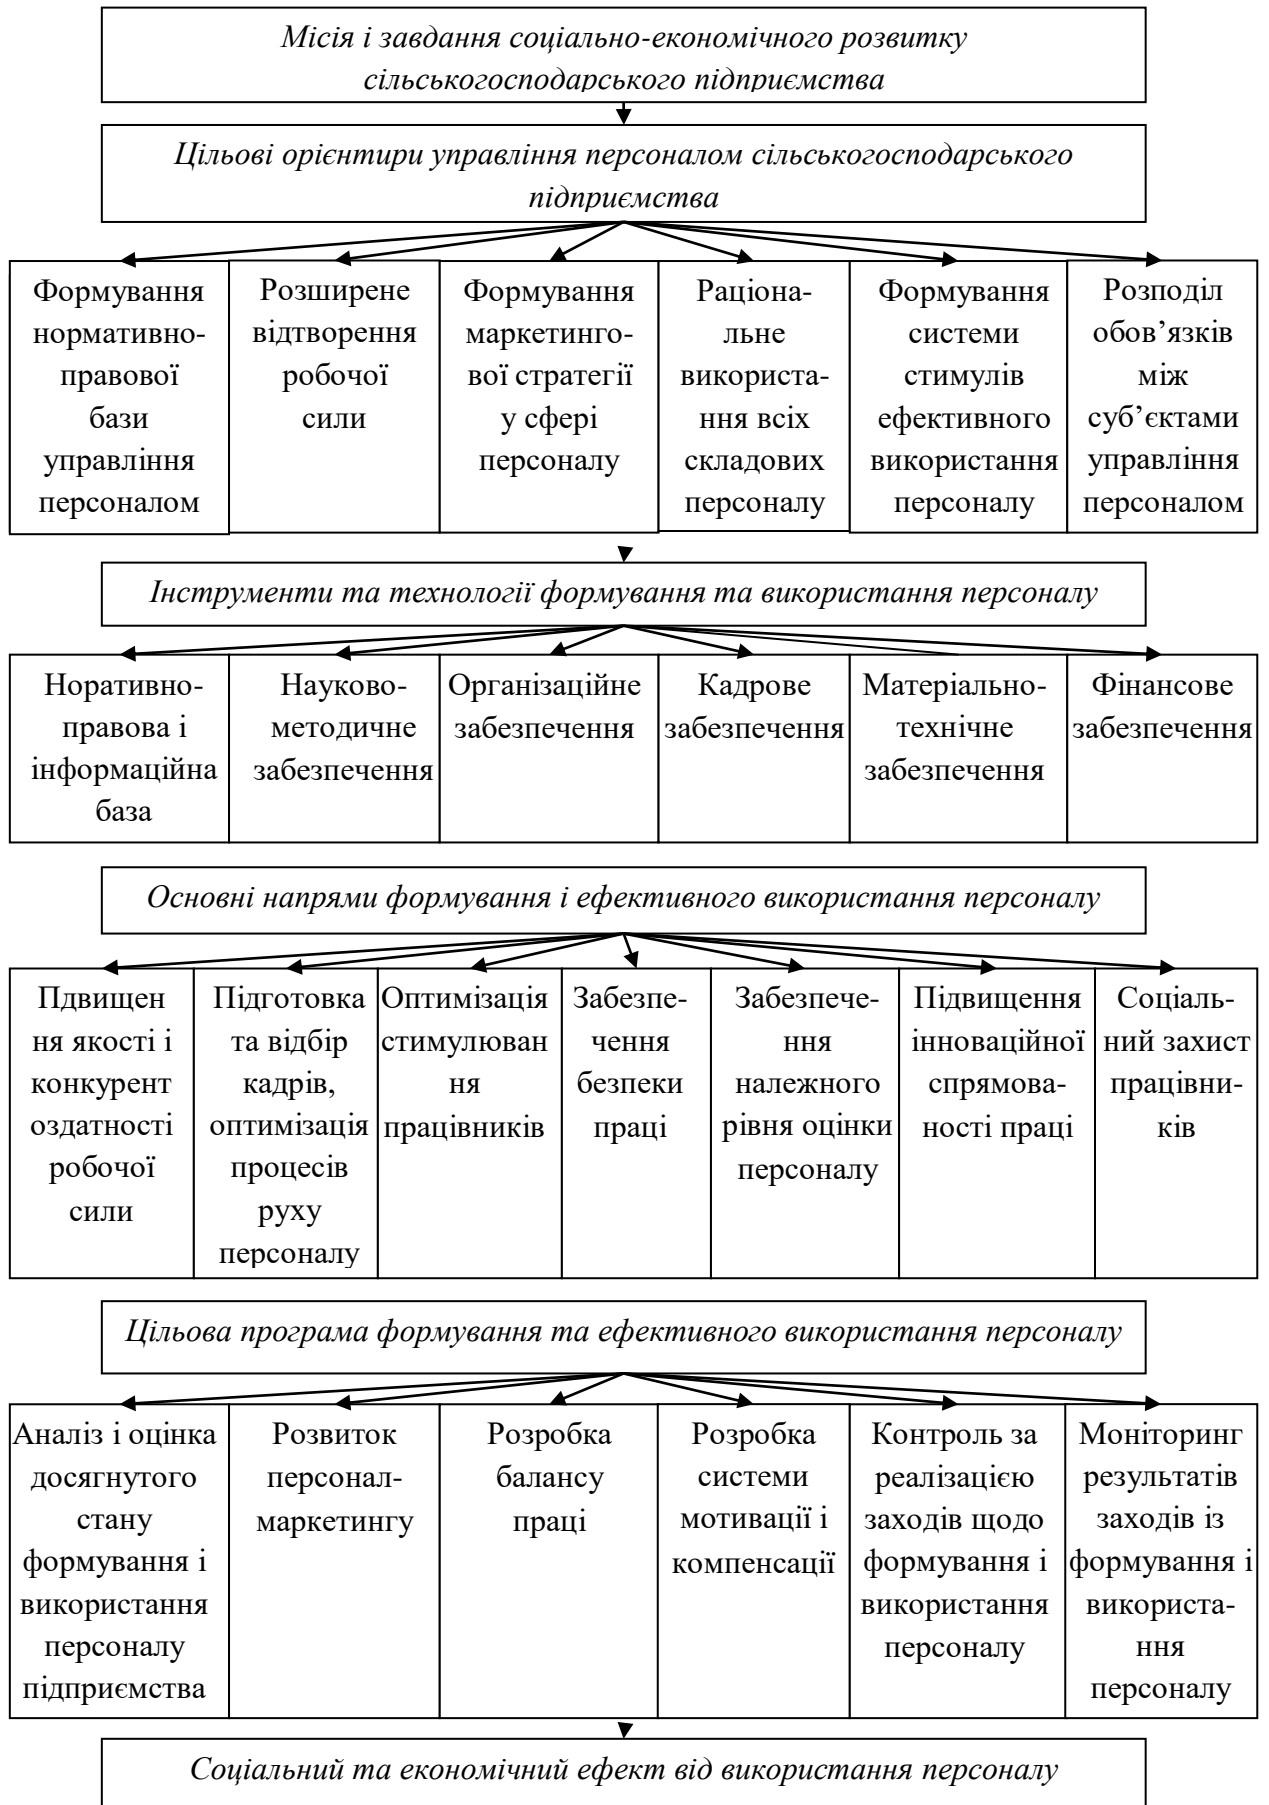 Місія і завдання соціально-економічного розвитку
сільськогосподарського підприємства
Цільові орієнтири управління персоналом сільськогосподарського
підприємства
Формування
нормативно-
правової
бази
управління
персоналом
Розширене
відтворення
робочої
сили
Формування
маркетинго-
вої стратегії
у сфері
персоналу
Раціона-
льне
використа-
ння всіх
складових
персоналу
Формування
системи
стимулів
ефективного
використання
персоналу
Розподіл
обов’язків
між
суб’єктами
управління
персоналом
Інструменти та технології формування та використання персоналу
Норативно-
правова і
інформаційна
база
Науково-
методичне
забезпечення
Організаційне
забезпечення
Кадрове
забезпечення
Матеріально-
технічне
забезпечення
Фінансове
забезпечення
Основні напрями формування і ефективного використання персоналу
Пдвищен
ня якості і
конкурент
оздатності
робочої
сили
Підготовка
та відбір
кадрів,
оптимізація
процесів
руху
персоналу
Оптимізація
стимулюван
ня
працівників
Забезпе-
чення
безпеки
праці
Забезпече-
ння
належного
рівня оцінки
персоналу
Підвищення
інноваційної
спрямова-
ності праці
Соціаль-
ний захист
працівни-
ків
Цільова програма формування та ефективного використання персоналу
Аналіз і оцінка
досягнутого
стану
формування і
використання
персоналу
підприємства
Розвиток
персонал-
маркетингу
Розробка
балансу
праці
Розробка
системи
мотивації і
компенсації
Контроль за
реалізацією
заходів щодо
формування і
використання
персоналу
Моніторинг
результатів
заходів із
формування і
використа-
ння
персоналу
Соціальний та економічний ефект від використання персоналу